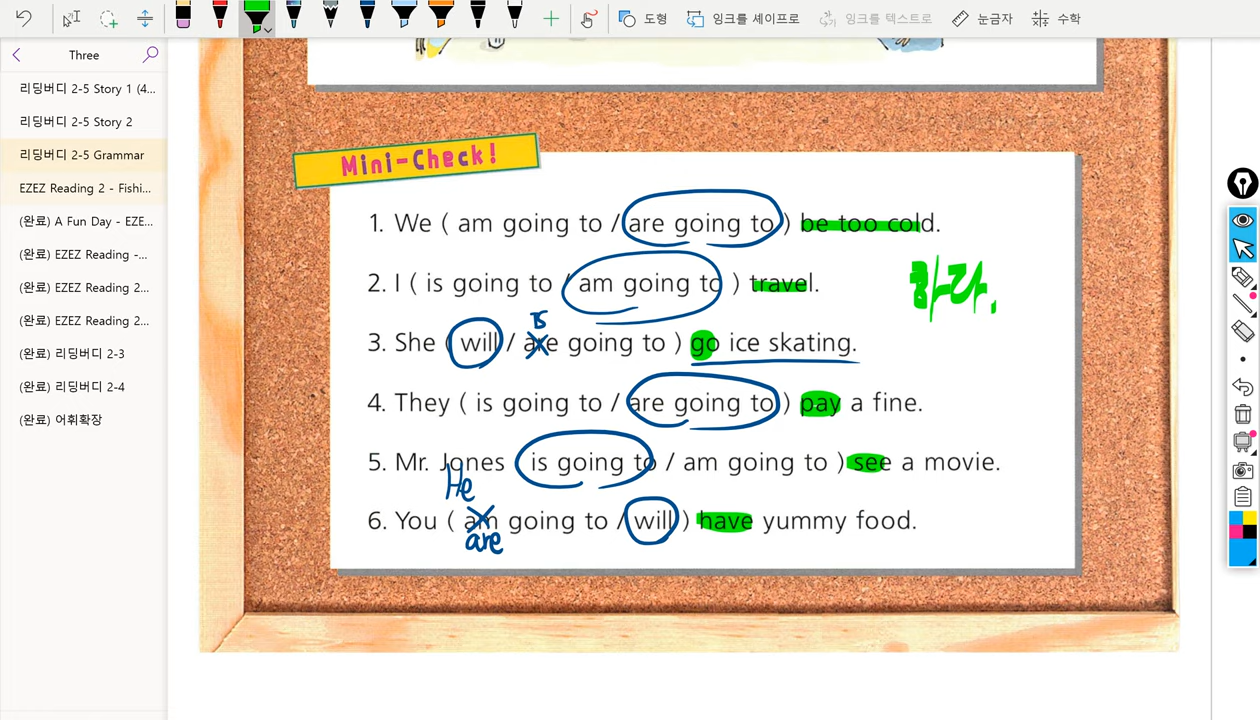 도형
잉크를 셰이프로
잉크를 텍스트로
눈금자
수학
Three
리딩버디 2-5 Story 1 (4...
리딩버디 2-5 Story 2
리딩버디 2-5 Grammar
EZEZ Reading 2 - Fishi...
(완료) A Fun Day - EZE...
(완료) EZEZ Reading -...
(완료) EZEZ Reading 2...
(완료) EZEZ Reading 2...
(완료) 리딩버디 2-3
(완료) 리딩버디 2-4
(완료) 어휘확장
Mini-Check!
1. We ( am going to / are going to ) be too cold.
2. I ( is going to / am going to ) travel.
하다.
is
3. She ( will / are going to ) go ice skating.
4. They ( is going to / are going to ) pay a fine.
5. Mr. Jones ( is going to / am going to ) see a movie.
He
6. You ( am going to / will ) have yummy food.
are